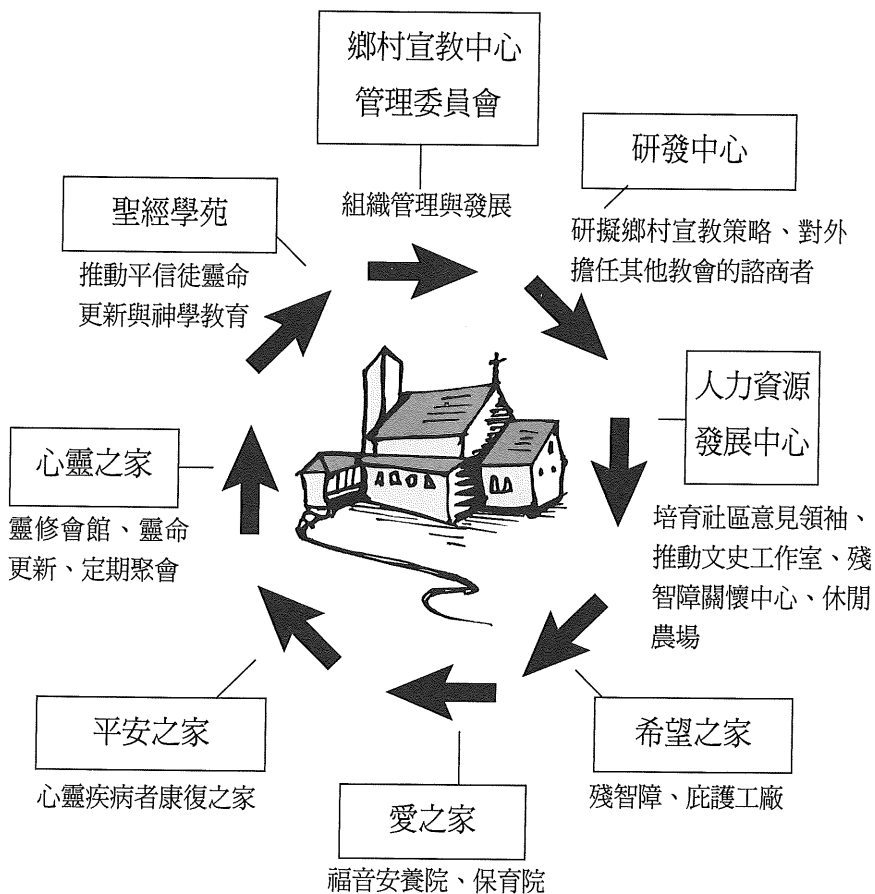 鄉村宣教中心
管理委員會
組織管理與發展
研發中心
研擬鄉村宣教策略、對外
擔任其他教會的諮商者
人力資源
發展中心
培育社區意見領袖、
推動文史工作室、殘
智障關懷中心、休閒
農場
希望之家
殘智障、庇護工廠
愛之家
福音安養院、保育院
平安之家
心靈疾病者康復之家
心靈之家
靈修會館、靈命
更新、定期聚會
聖經學苑
推動平信徒靈命
更新與神學教育